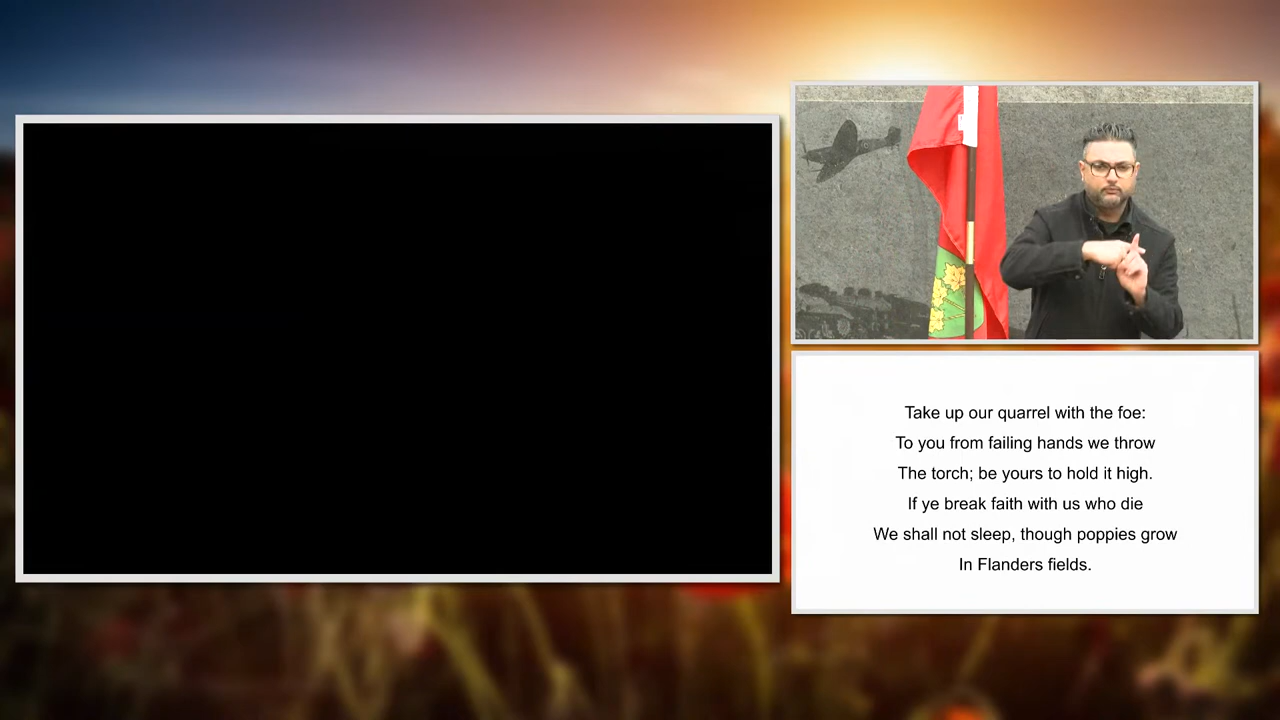 Take up our quarrel with the foe:
To you from failing hands we throw
The torch; be yours to hold it high.
If ye break faith with us who die
We shall not sleep, though poppies grow
In Flanders fields.